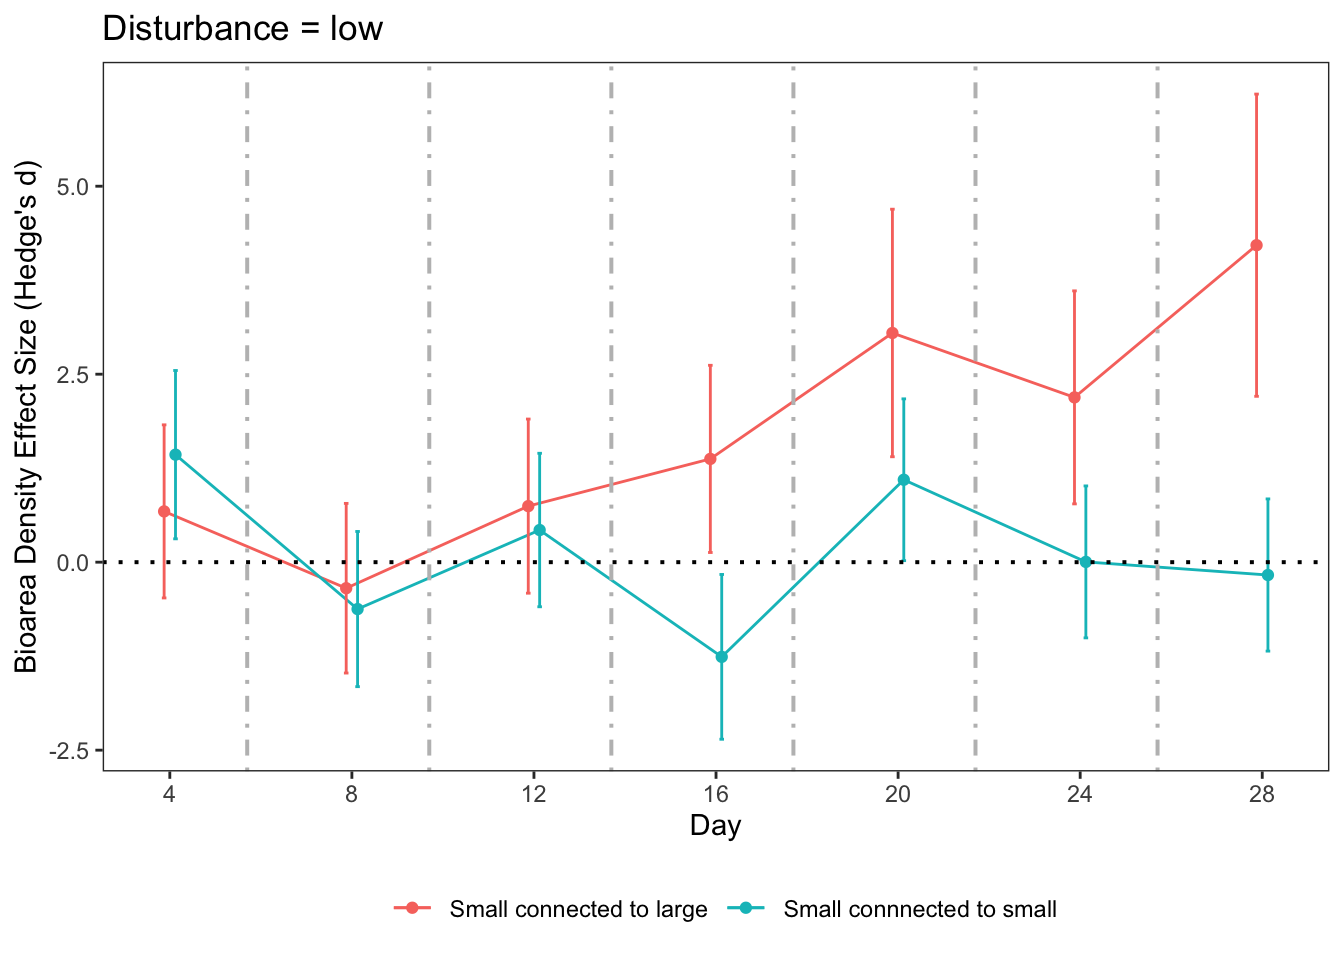 Disturbance = low
Bioarea Density Effect Size (Hedge's d)
5.0
2.5
0.0
-2.5
4 8 12 16 20 24 28
Day
Small connected to large Small connnected to small